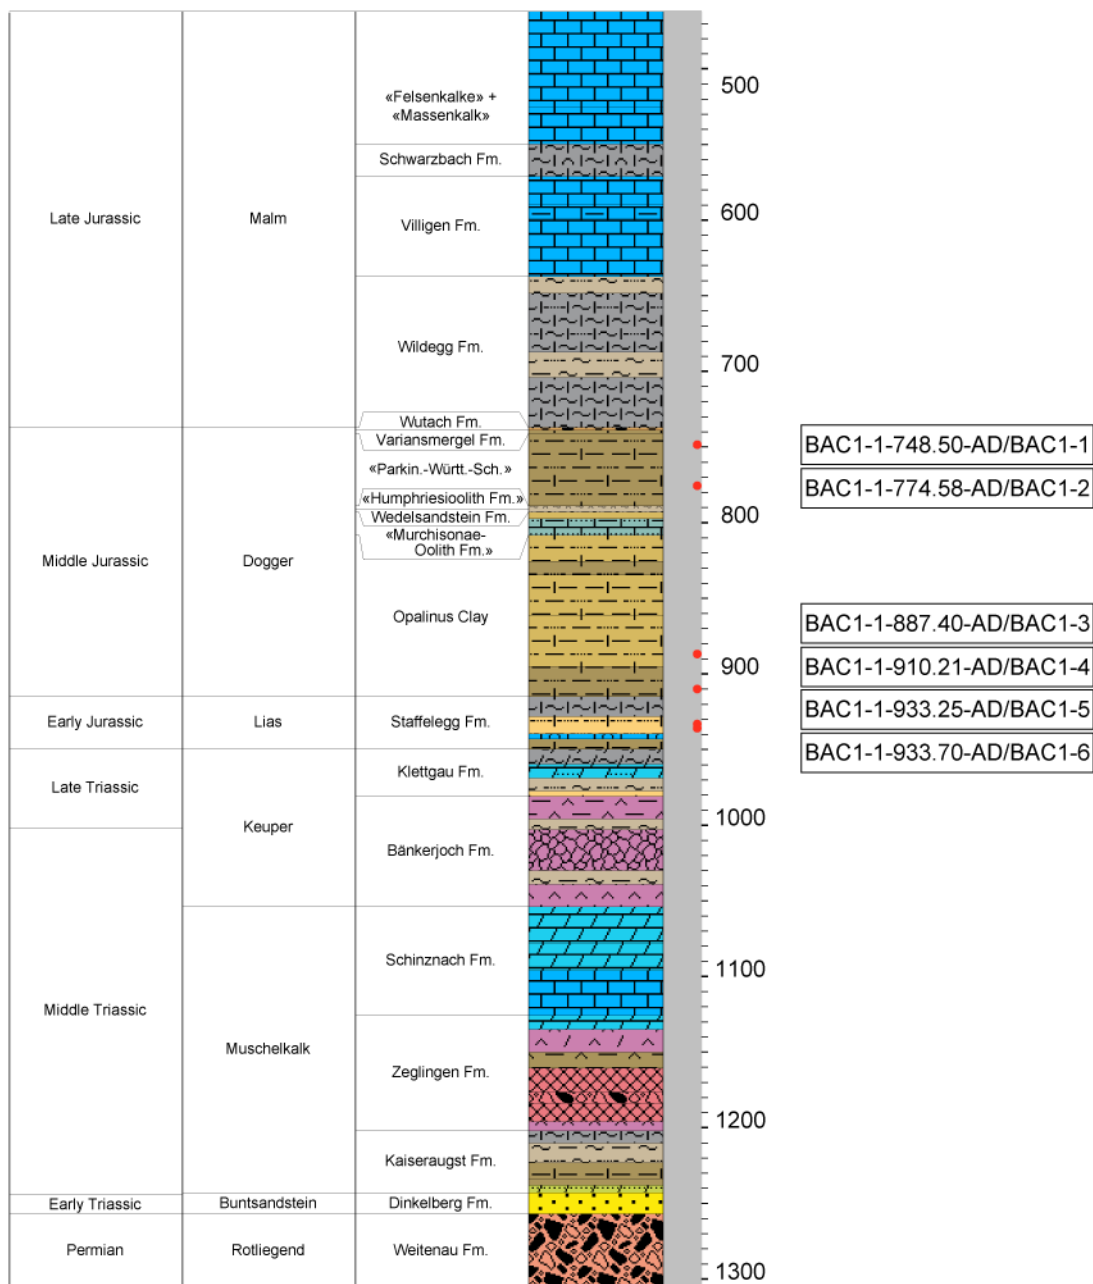 «Felsenkalke» +
«Massenkalk»
500
Schwarzbach Fm.
Late Jurassic
Malm
Villigen Fm.
600
Wildegg Fm.
700
Wutach Fm.
Variansmergel Fm.
BAC1-1-748.50-AD/BAC1-1
«Parkin.-Württ.-Sch.»
BAC1-1-774.58-AD/BAC1-2
«Humphriesioolith Fm.»
Wedelsandstein Fm.
800
«Murchisonae-
Oolith Fm.»
Middle Jurassic
Dogger
Opalinus Clay
BAC1-1-887.40-AD/BAC1-3
900
BAC1-1-910.21-AD/BAC1-4
Early Jurassic
Lias
Staffelegg Fm.
BAC1-1-933.25-AD/BAC1-5
BAC1-1-933.70-AD/BAC1-6
Klettgau Fm.
Late Triassic
1000
Keuper
Bänkerjoch Fm.
Schinznach Fm.
1100
Middle Triassic
Muschelkalk
Zeglingen Fm.
1200
Kaiseraugst Fm.
Early Triassic
Buntsandstein
Dinkelberg Fm.
Permian
Rotliegend
Weitenau Fm.
1300